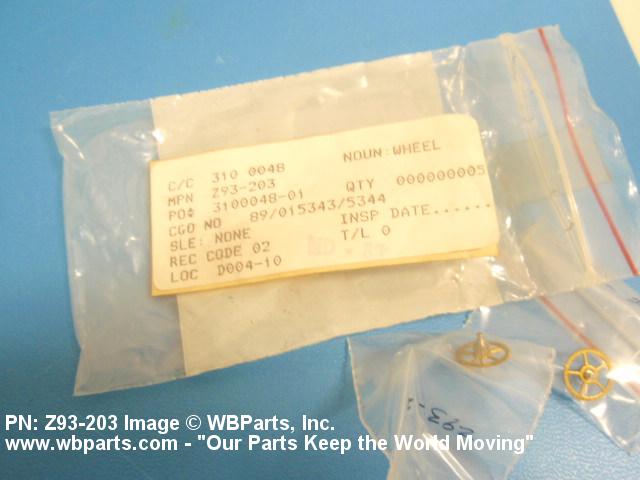 C/C 310 0048 NOUN:WHEEL
MPN Z93-203
PO# 3100048-01 QTY 000000005
CGO NO 89/015343/5344
SLE: NONE INSP DATE......
REC CODE 02 T/L 0
LOC D004-10
Z93-2
PN: Z93-203 Image © WBParts, Inc.
www.wbparts.com - "Our Parts Keep the World Moving"